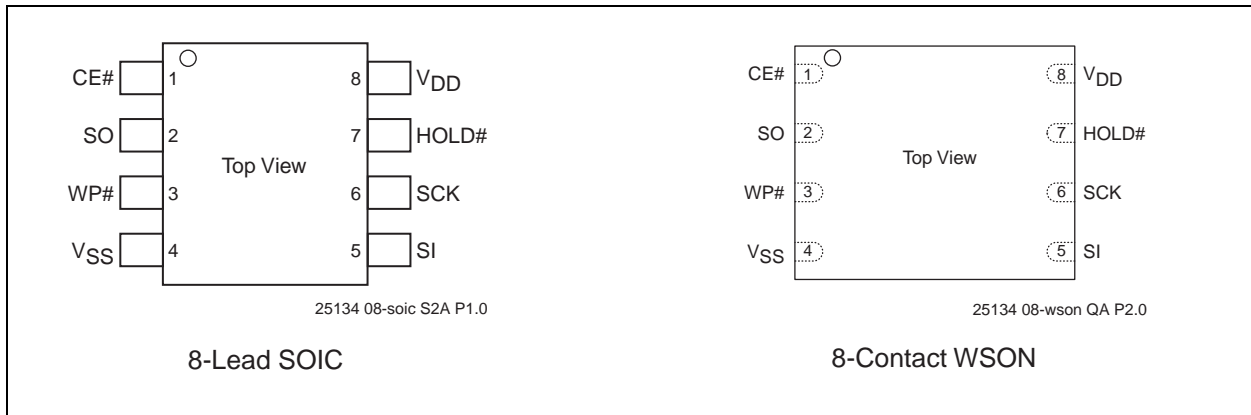 CE# 1 8 VDD
SO 2 7 HOLD#
Top View
WP# 3 6 SCK
VSS 4 5 SI
25134 08-soic S2A P1.0
8-Lead SOIC
CE# 1 8 VDD
SO 2 7 HOLD#
Top View
WP# 3 6 SCK
VSS 4 5 SI
25134 08-wson QA P2.0
8-Contact WSON